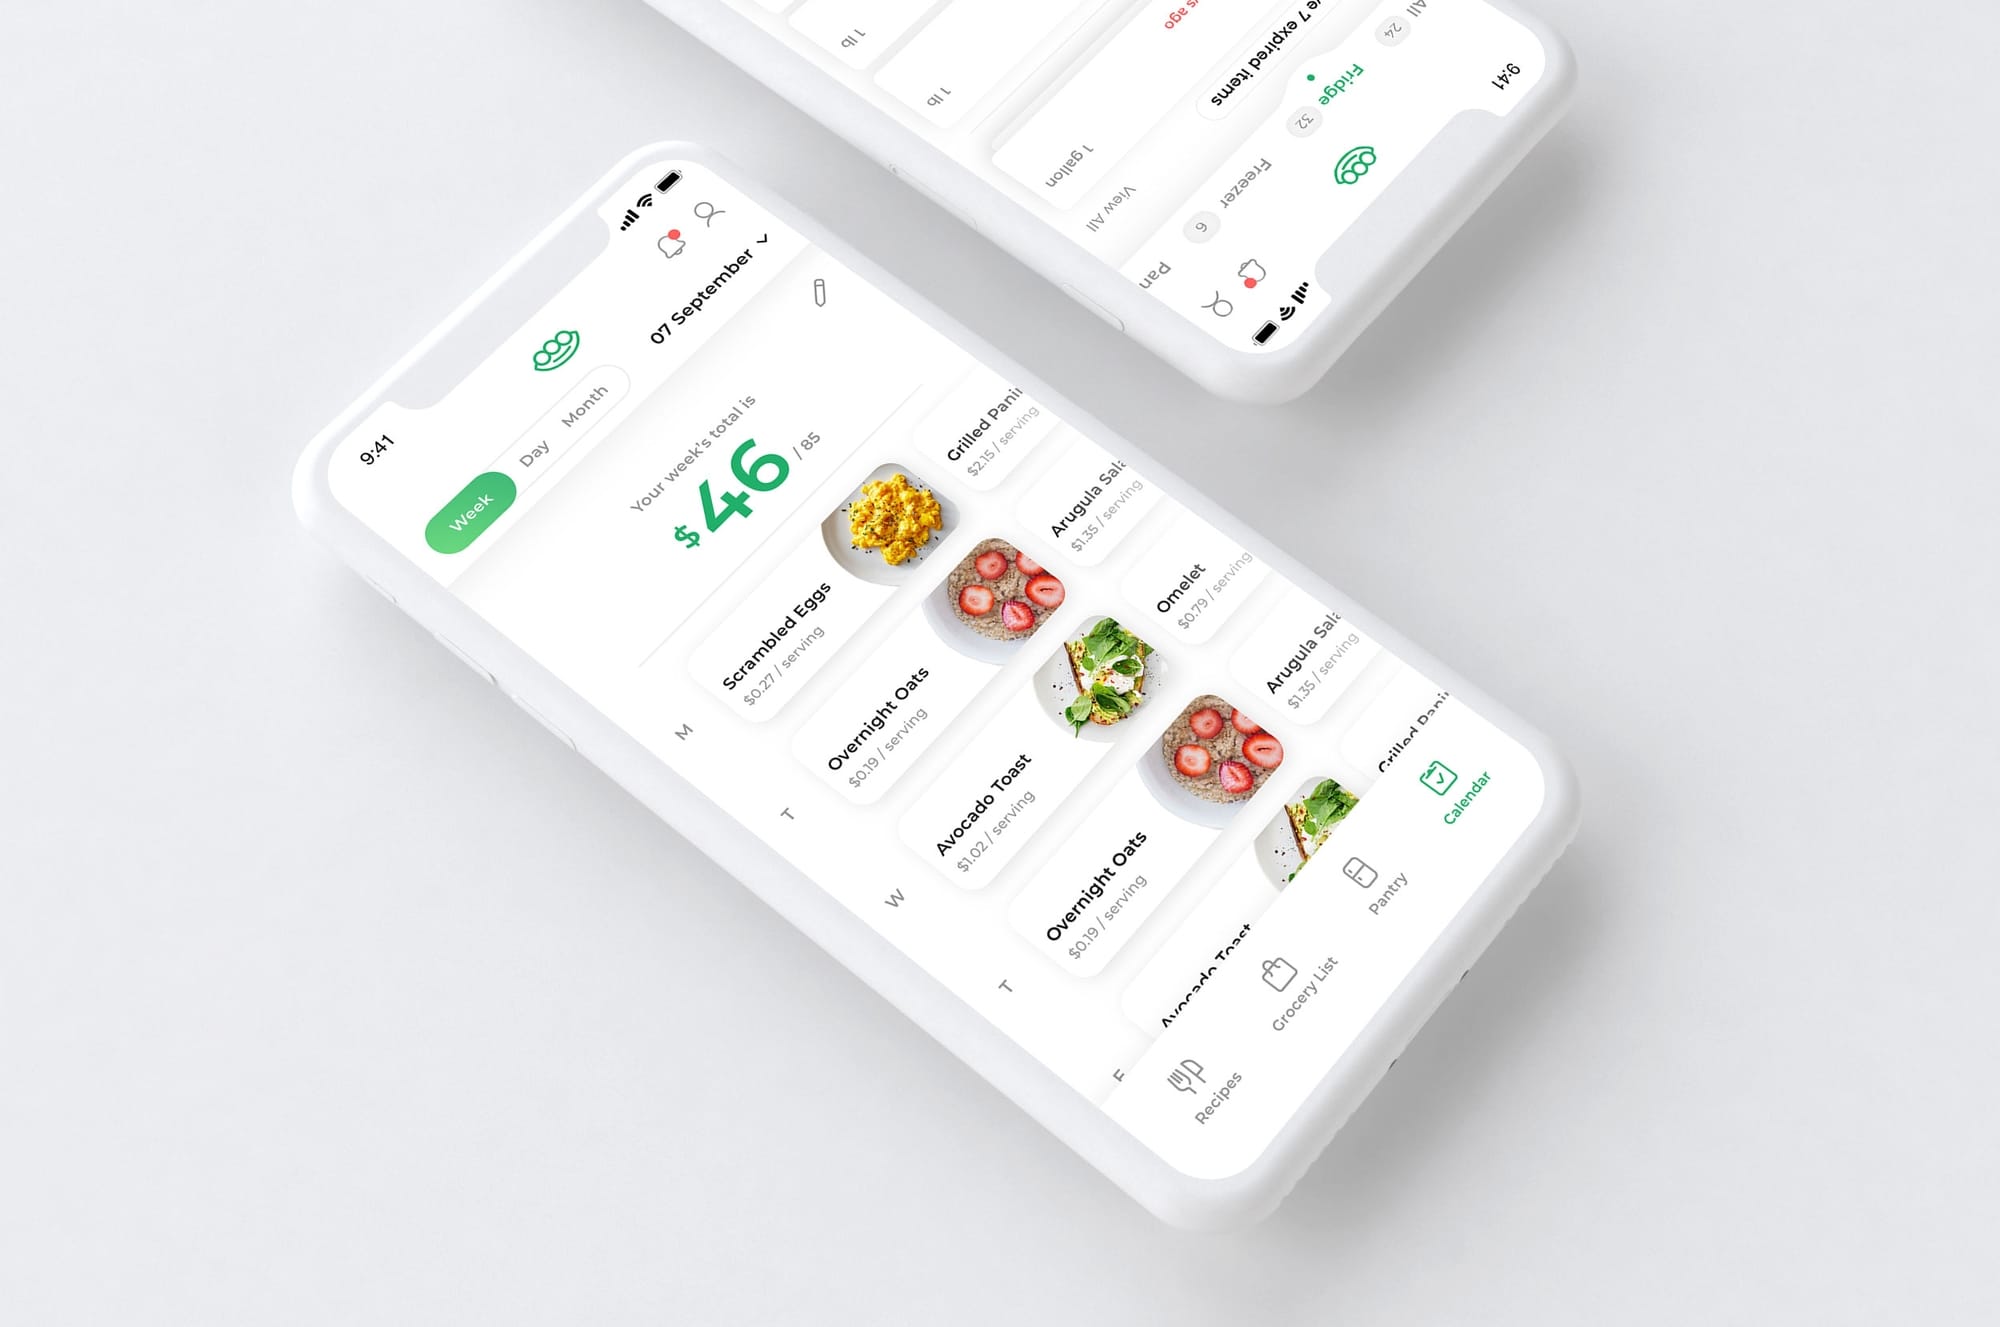 9:41
Week Day Month
07 September
Your week's total is
$46 / 85
M
Scrambled Eggs
$0.27 / serving
Grilled Pani
$2.15 / serving
T
Overnight Oats
$0.19 / serving
Arugula Sala
$1.35 / serving
W
Avocado Toast
$1.02 / serving
Omelet
$0.79 / serving
T
Overnight Oats
$0.19 / serving
Arugula Sala
$1.35 / serving
F
Avocado Toast
Grilled Pani
Recipes
Grocery List
Pantry
Calendar
9:41
All 24
Fridge 32
Freezer 6
Pan
7 expired items
View All
ago
1 gallon
1 lb
1 lb